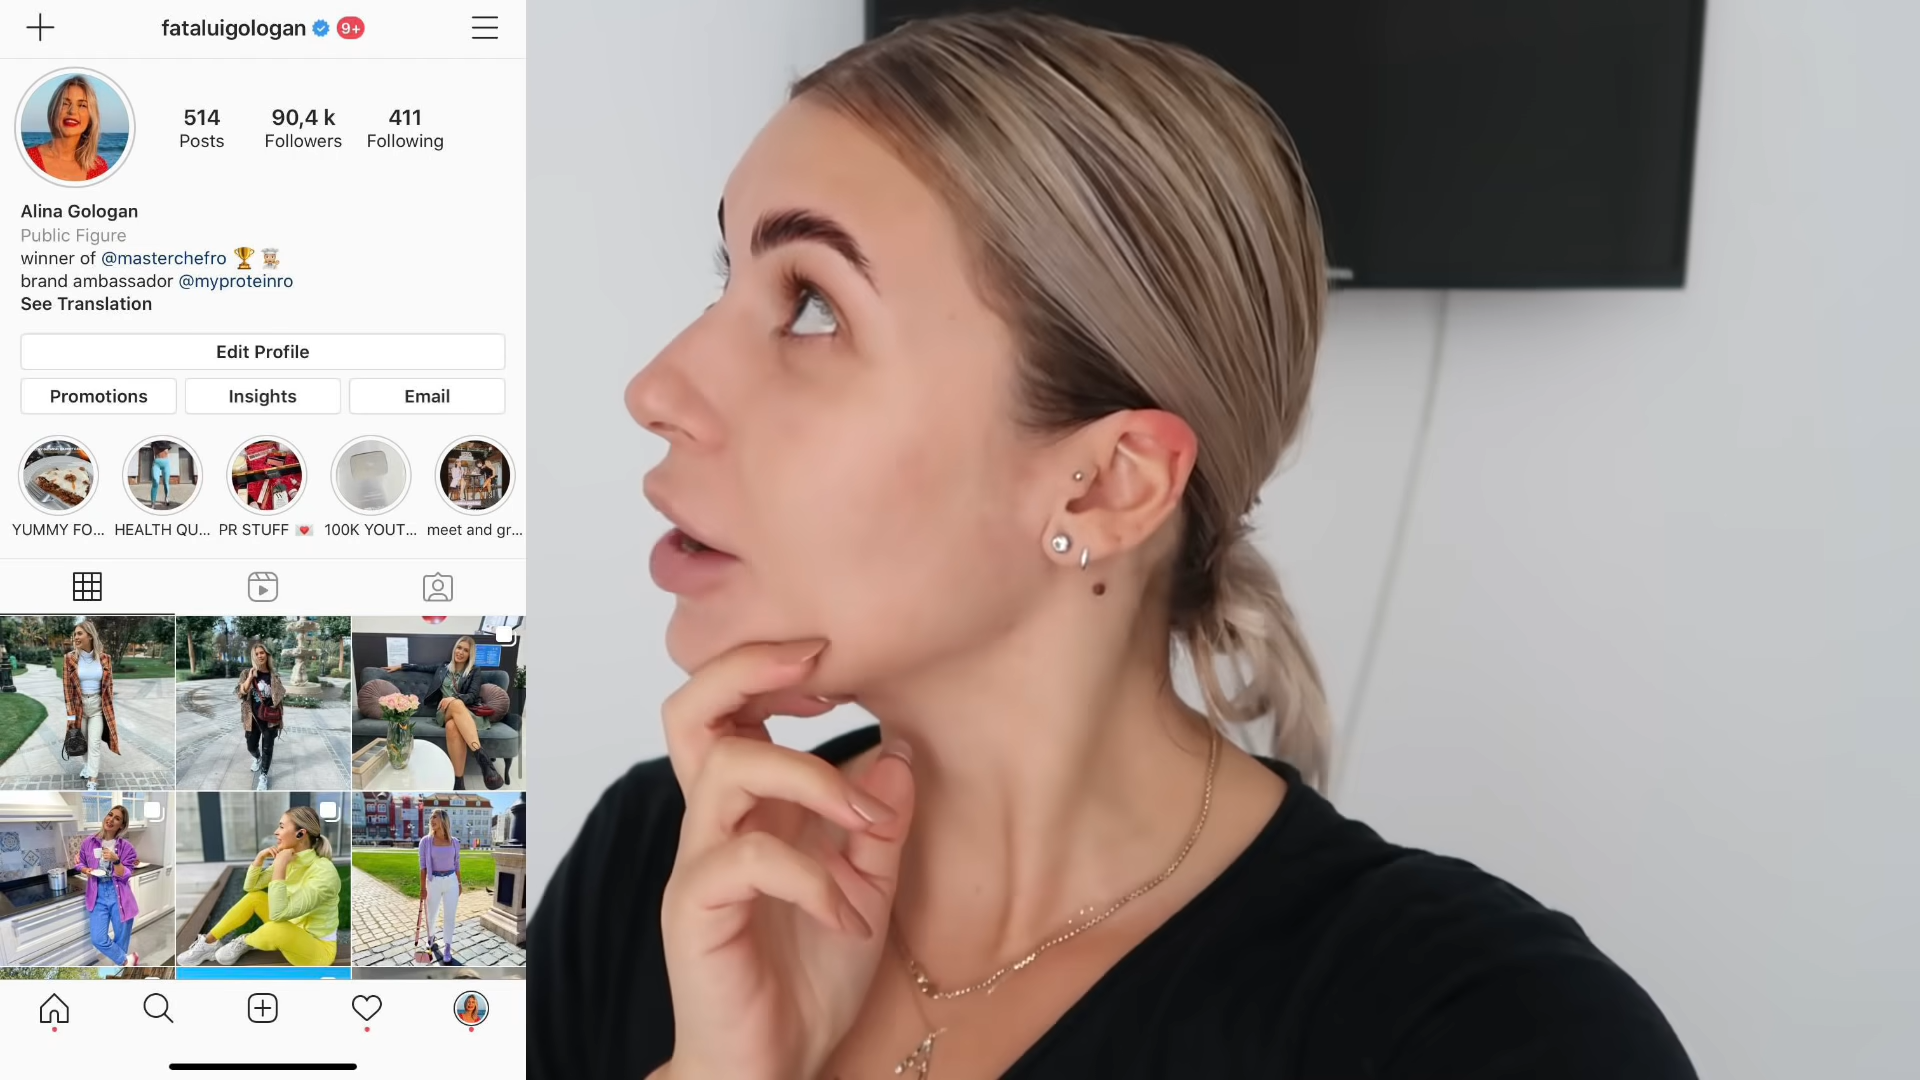 fataluigologan 9+
514 90,4 k 411
Posts Followers Following
Alina Gologan
Public Figure
winner of @masterchefro 🏆 👩🏼‍🍳
brand ambassador @myproteinro
See Translation
Edit Profile
Promotions Insights Email
YUMMY FO... HEALTH QU... PR STUFF 💌 100K YOUT... meet and gr...